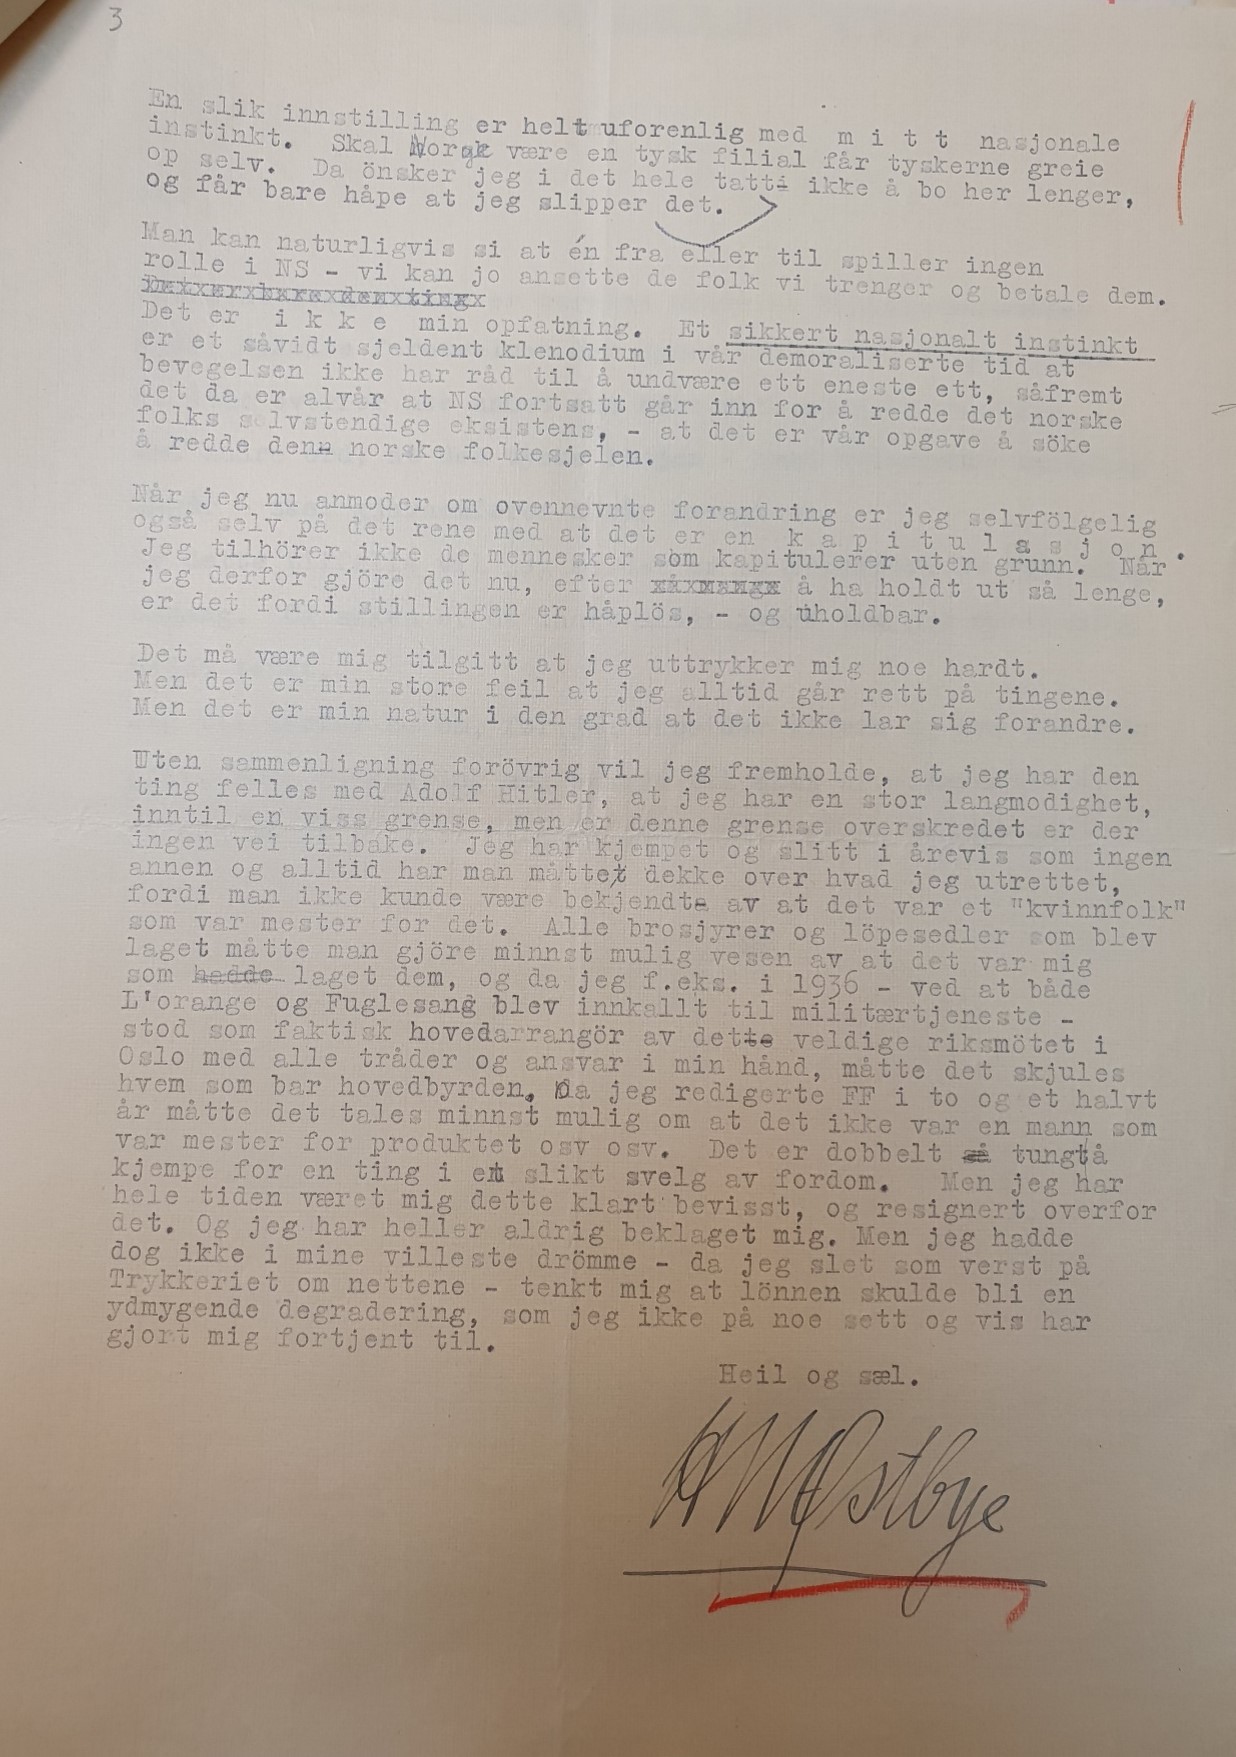 3
En slik innstilling er helt uforenlig med m i t t nasjonale
instinkt. Skal Norge være en tysk filial får tyskerne greie
op selv. Da önsker jeg i det hele tatt ikke å bo her lenger,
og får bare håpe at jeg slipper det.
Man kan naturligvis si at én fra eller til spiller ingen
rolle i NS - vi kan jo ansette de folk vi trenger og betale dem.
Det er i k k e min opfatning. Et sikkert nasjonalt instinkt
er et såvidt sjeldent klenodium i vår demoraliserte tid at
bevegelsen ikke har råd til å undvære ett eneste ett, såfremt
det da er alvår at NS fortsatt går inn for å redde det norske
folks selvstendige eksistens, - at det er vår opgave å söke
å redde den norske folkesjelen.
Når jeg nu anmoder om ovennevnte forandring er jeg selvfölgelig
også selv på det rene med at det er en k a p i t u l a s j o n.
Jeg tilhörer ikke de mennesker som kapitulerer uten grunn. Når
jeg derfor gjöre det nu, efter å ha holdt ut så lenge,
er det fordi stillingen er håplös, - og uholdbar.
Det må være mig tilgitt at jeg uttrykker mig noe hardt.
Men det er min store feil at jeg alltid går rett på tingene.
Men det er min natur i den grad at det ikke lar sig forandre.
Uten sammenligning forövrig vil jeg fremholde, at jeg har den
ting felles med Adolf Hitler, at jeg har en stor langmodighet,
inntil en viss grense, men er denne grense overskredet er der
ingen vei tilbake. Jeg har kjempet og slitt i årevis som ingen
annen og alltid har man måttet dekke over hvad jeg utrettet,
fordi man ikke kunde være bekjendt av at det var et "kvinnfolk"
som var mester for det. Alle brosjyrer og löpesedler som blev
laget måtte man gjöre minnst mulig vesen av at det var mig
som hadde laget dem, og da jeg f.eks. i 1936 - ved at både
L'orange og Fuglesang blev innkallt til militærtjeneste -
stod som faktisk hovedarrangör av det veldige riksmötet i
Oslo med alle tråder og ansvar i min hånd, måtte det skjules
hvem som bar hovedbyrden. Da jeg redigerte FF i to og et halvt
år måtte det tales minnst mulig om at det ikke var en mann som
var mester for produktet osv osv. Det er dobbelt tungt å
kjempe for en ting i et slikt svelg av fordom. Men jeg har
hele tiden været mig dette klart bevisst, og resignert overfor
det. Og jeg har heller aldrig beklaget mig. Men jeg hadde
dog ikke i mine villeste drömme - da jeg slet som verst på
Trykkeriet om nettene - tenkt mig at lönnen skulde bli en
ydmygende degradering, som jeg ikke på noe sett og vis har
gjort mig fortjent til.
Heil og sæl.
HMØstbye